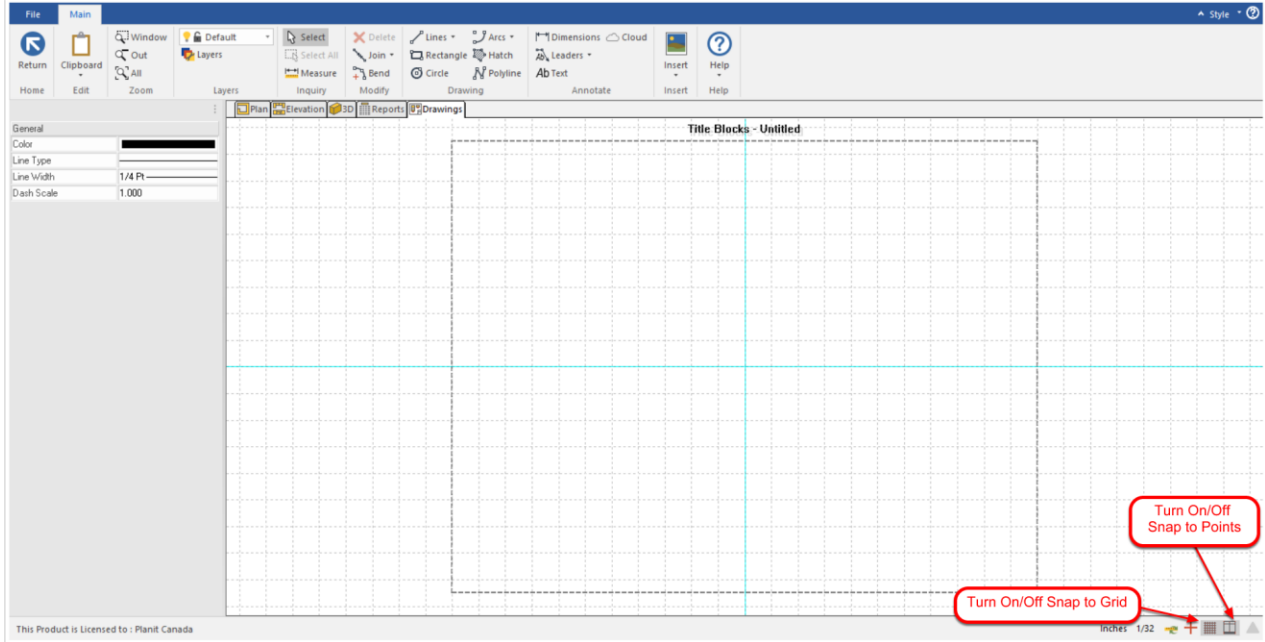 File Main Style
Window Default Select Delete Lines Arcs Dimensions Cloud
Out Layers Select All Join Rectangle Hatch Leaders
Return Clipboard All Measure Bend Circle Polyline Ab Text Insert Help
Home Edit Zoom Layers Inquiry Modify Drawing Annotate Insert Help
Plan Elevation 3D Reports Drawings
General
Title Blocks - Untitled
Color
Line Type
Line Width 1/4 Pt
Dash Scale 1.000
Turn On/Off
Snap to Points
Turn On/Off Snap to Grid
This Product is Licensed to : Planit Canada Inches 1/32